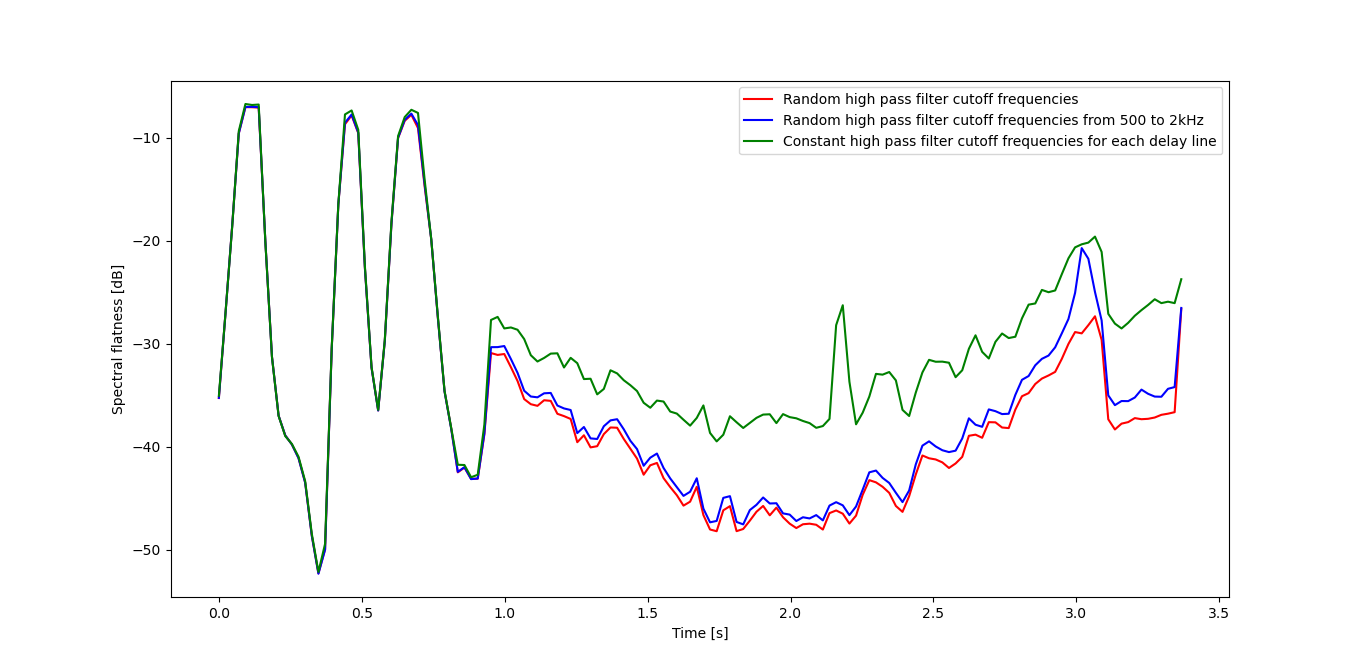 Random high pass filter cutoff frequencies
Random high pass filter cutoff frequencies from 500 to 2kHz
Constant high pass filter cutoff frequencies for each delay line
−10
−20
−30
−40
−50
Spectral flatness [dB]
0.0 0.5 1.0 1.5 2.0 2.5 3.0 3.5
Time [s]